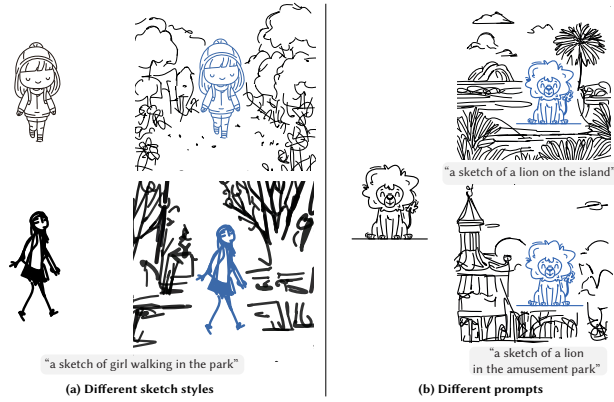 "a sketch of a lion on the island"
"a sketch of girl walking in the park"
"a sketch of a lion
in the amusement park"
(a) Different sketch styles
(b) Different prompts